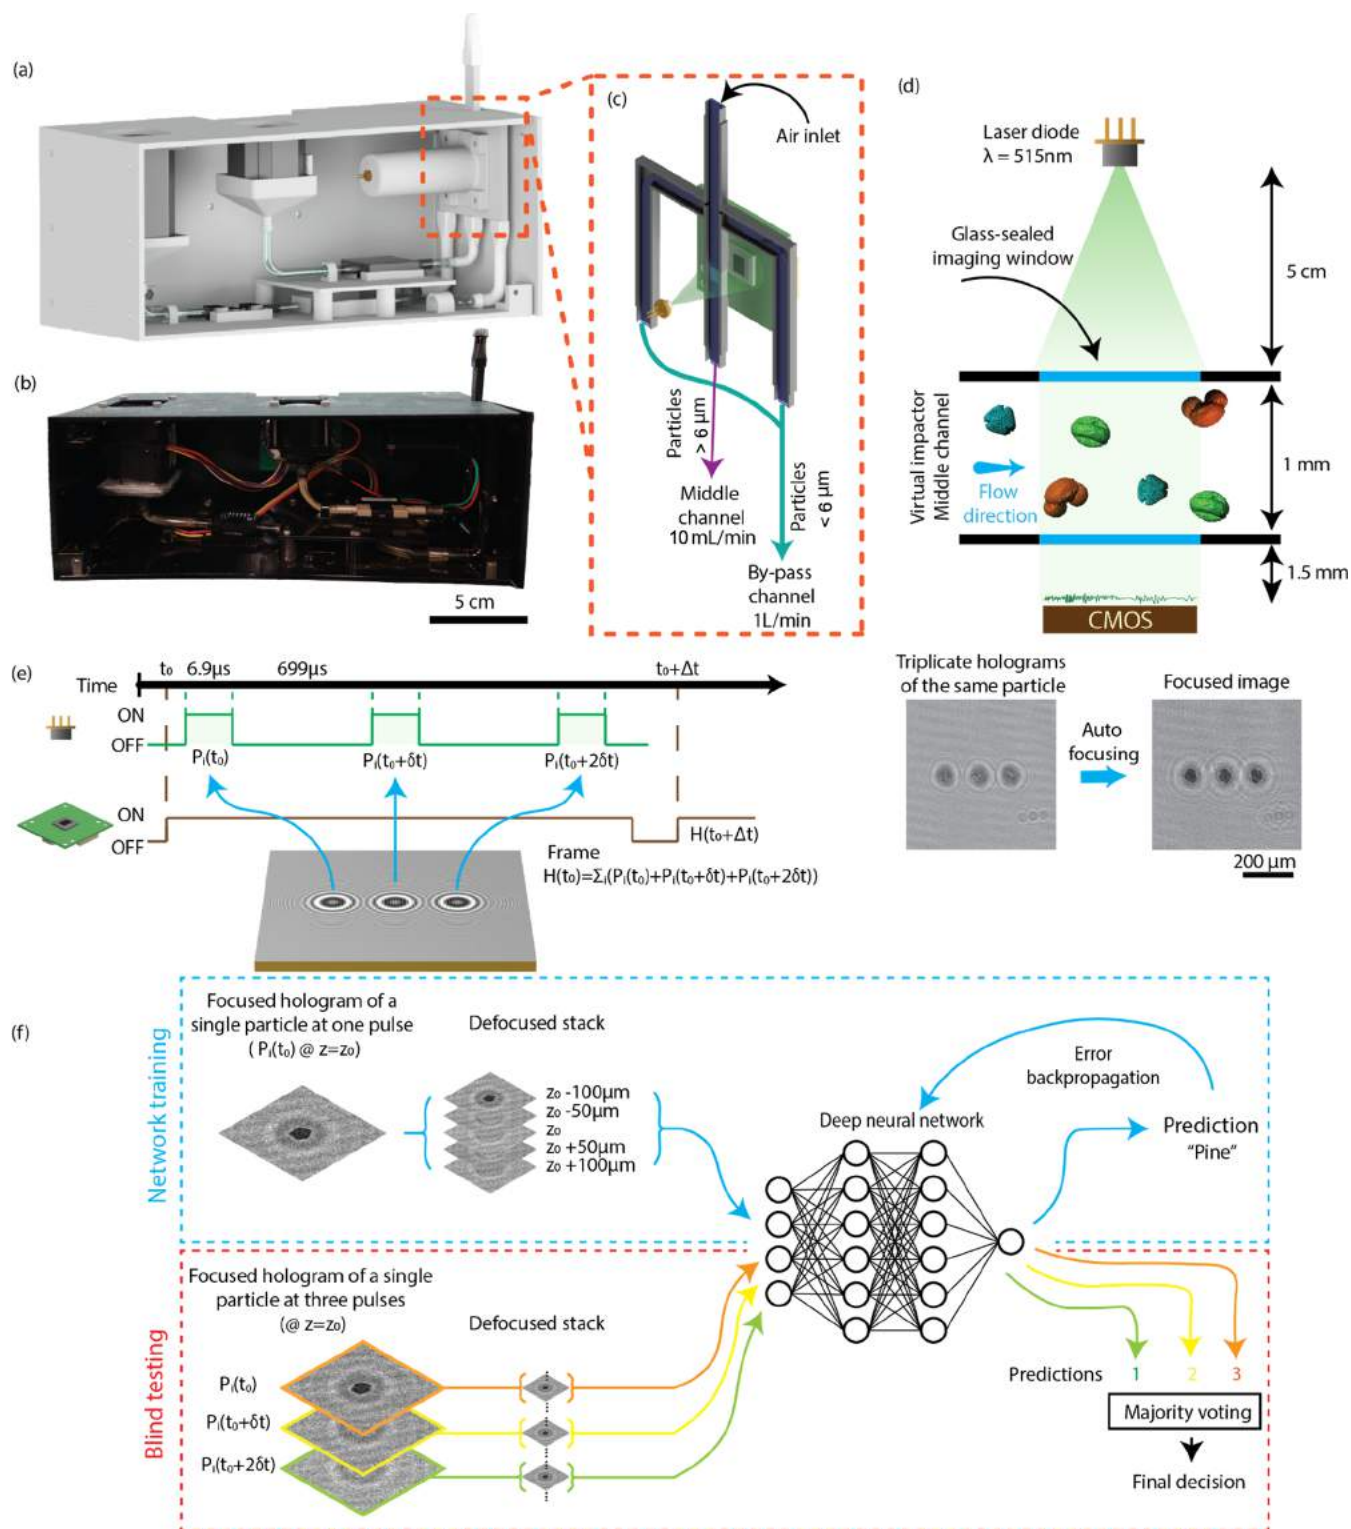 (a)
(b)
5 cm
(c)
Air inlet
Particles
> 6 μm
Middle
channel
10 mL/min
Particles
< 6 μm
By-pass
channel
1L/min
(d)
Laser diode
λ = 515nm
Glass-sealed
imaging window
5 cm
Virtual impactor
Middle channel
Flow
direction
1 mm
1.5 mm
CMOS
Triplicate holograms
of the same particle
Auto
focusing
Focused image
200 μm
(e)
t₀ 6.9μs 699μs t₀+Δt
Time
ON
OFF
Pᵢ(t₀) Pᵢ(t₀+δt) Pᵢ(t₀+2δt)
ON
OFF
H(t₀+Δt)
Frame
H(t₀)=Σᵢ(Pᵢ(t₀)+Pᵢ(t₀+δt)+Pᵢ(t₀+2δt))
(f)
Network training
Focused hologram of a
single particle at one pulse
( Pᵢ(t₀) @ z=z₀)
Defocused stack
z₀ -100μm
z₀ -50μm
z₀
z₀ +50μm
z₀ +100μm
Deep neural network
Error
backpropagation
Prediction
"Pine"
Blind testing
Focused hologram of a single
particle at three pulses
(@ z=z₀)
Defocused stack
Pᵢ(t₀)
Pᵢ(t₀+δt)
Pᵢ(t₀+2δt)
Predictions 1 2 3
Majority voting
Final decision